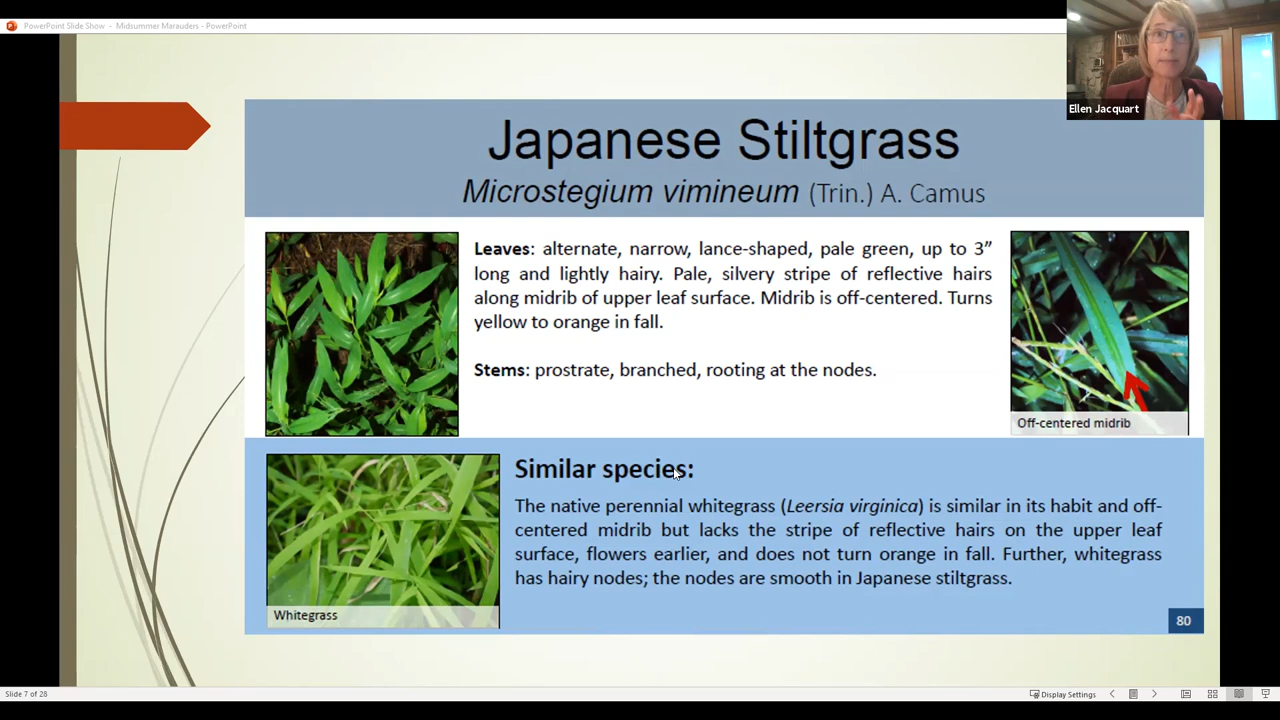 PowerPoint Slide Show - Midsummer Marauders - PowerPoint
Ellen Jacquart
Japanese Stiltgrass
Microstegium vimineum (Trin.) A. Camus
Leaves: alternate, narrow, lance-shaped, pale green, up to 3”
long and lightly hairy. Pale, silvery stripe of reflective hairs
along midrib of upper leaf surface. Midrib is off-centered. Turns
yellow to orange in fall.
Stems: prostrate, branched, rooting at the nodes.
Off-centered midrib
Similar species:
The native perennial whitegrass (Leersia virginica) is similar in its habit and off-
centered midrib but lacks the stripe of reflective hairs on the upper leaf
surface, flowers earlier, and does not turn orange in fall. Further, whitegrass
has hairy nodes; the nodes are smooth in Japanese stiltgrass.
Whitegrass
80
Slide 7 of 28
Display Settings